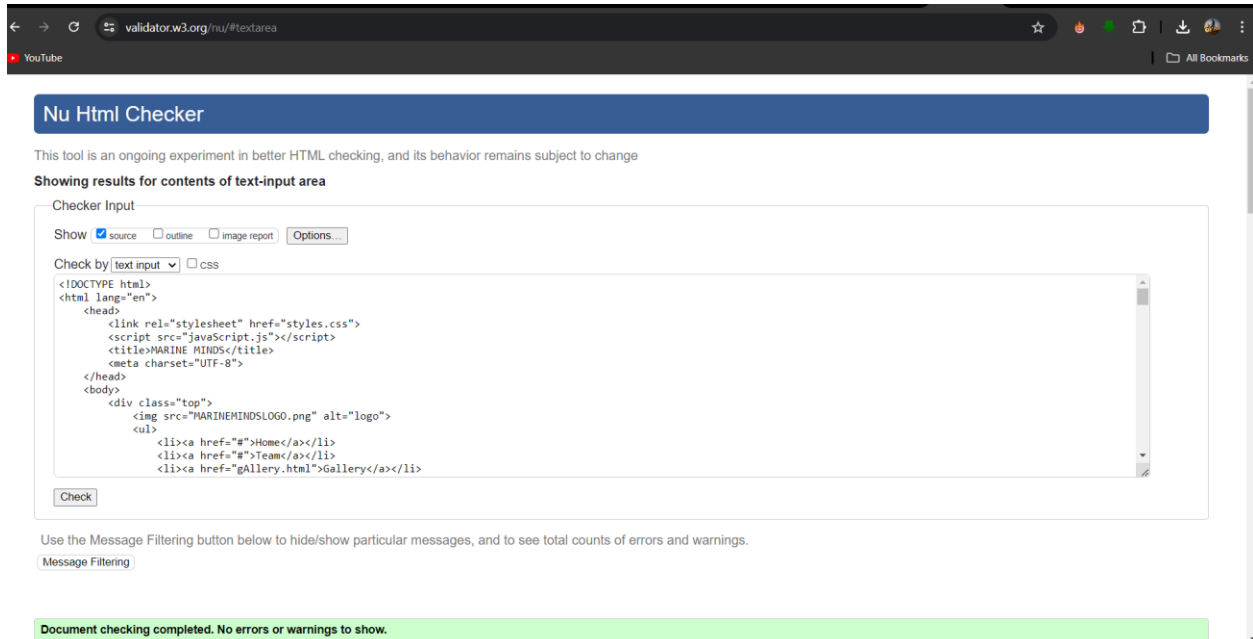 validator.w3.org/nu/#textarea
YouTube
All Bookmarks
Nu Html Checker
This tool is an ongoing experiment in better HTML checking, and its behavior remains subject to change
Showing results for contents of text-input area
Checker Input
Show source outline image report Options...
Check by text input css
<!DOCTYPE html>
<html lang="en">
<head>
<link rel="stylesheet" href="styles.css">
<script src="javaScript.js"></script>
<title>MARINE MINDS</title>
<meta charset="UTF-8">
</head>
<body>
<div class="top">
<img src="MARINEMINDSLOGO.png" alt="logo">
<ul>
<li><a href="#">Home</a></li>
<li><a href="#">Team</a></li>
<li><a href="gAllery.html">Gallery</a></li>
Check
Use the Message Filtering button below to hide/show particular messages, and to see total counts of errors and warnings.
Message Filtering
Document checking completed. No errors or warnings to show.